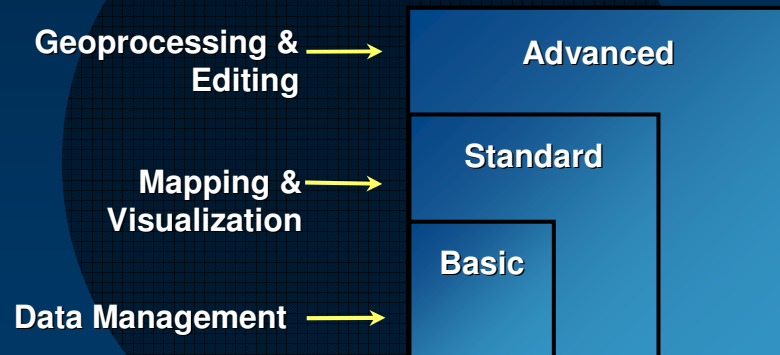 Geoprocessing &
Editing
Advanced
Mapping &
Visualization
Standard
Data Management
Basic